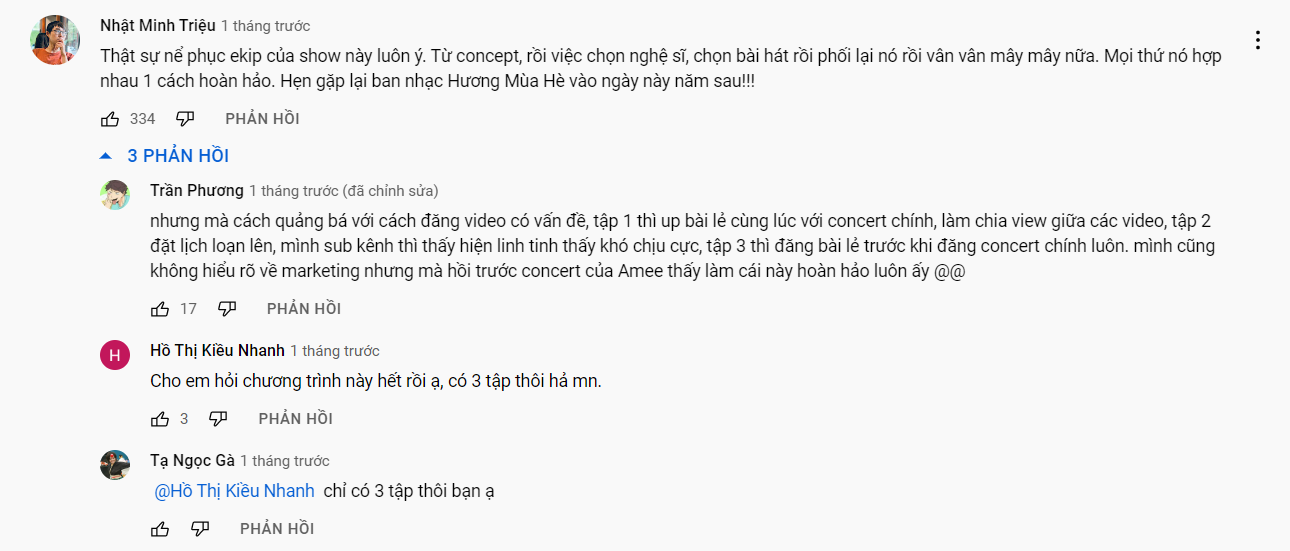 Nhật Minh Triệu 1 tháng trước
Thật sự nể phục ekip của show này luôn ý. Từ concept, rồi việc chọn nghệ sĩ, chọn bài hát rồi phối lại nó rồi vân vân mây mây nữa. Mọi thứ nó hợp
nhau 1 cách hoàn hảo. Hẹn gặp lại ban nhạc Hương Mùa Hè vào ngày này năm sau!!!
334 PHẢN HỒI
3 PHẢN HỒI
Trần Phương 1 tháng trước (đã chỉnh sửa)
nhưng mà cách quảng bá với cách đăng video có vấn đề, tập 1 thì up bài lẻ cùng lúc với concert chính, làm chia view giữa các video, tập 2
đặt lịch loạn lên, mình sub kênh thì thấy hiện linh tinh thấy khó chịu cực, tập 3 thì đăng bài lẻ trước khi đăng concert chính luôn. mình cũng
không hiểu rõ về marketing nhưng mà hồi trước concert của Amee thấy làm cái này hoàn hảo luôn ấy @@
17 PHẢN HỒI
H
Hồ Thị Kiều Nhanh 1 tháng trước
Cho em hỏi chương trình này hết rồi ạ, có 3 tập thôi hả mn.
3 PHẢN HỒI
Tạ Ngọc Gà 1 tháng trước
@Hồ Thị Kiều Nhanh chỉ có 3 tập thôi bạn ạ
PHẢN HỒI